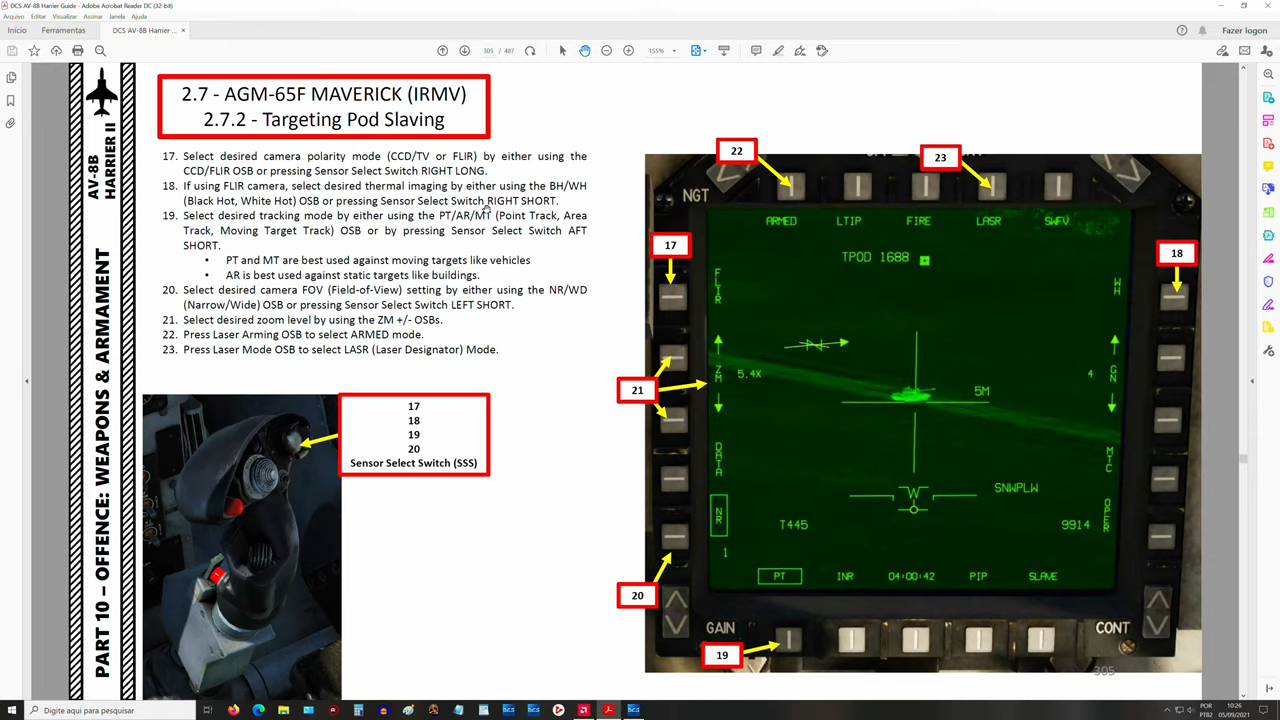 DCS AV-8B Harrier Guide - Adobe Acrobat Reader DC (32-bit)
Arquivo Editar Visualizar Assinar Janela Ajuda
Início Ferramentas DCS AV-8B Harrier ... × Fazer logon
305 / 487 155%
AV-8B
HARRIER II
PART 10 – OFFENCE: WEAPONS & ARMAMENT
2.7 - AGM-65F MAVERICK (IRMV)
2.7.2 - Targeting Pod Slaving
17. Select desired camera polarity mode (CCD/TV or FLIR) by either using the
CCD/FLIR OSB or pressing Sensor Select Switch RIGHT LONG.
18. If using FLIR camera, select desired thermal imaging by either using the BH/WH
(Black Hot, White Hot) OSB or pressing Sensor Select Switch RIGHT SHORT.
19. Select desired tracking mode by either using the PT/AR/MT (Point Track, Area
Track, Moving Target Track) OSB or by pressing Sensor Select Switch AFT
SHORT.
• PT and MT are best used against moving targets like vehicles
• AR is best used against static targets like buildings.
20. Select desired camera FOV (Field-of-View) setting by either using the NR/WD
(Narrow/Wide) OSB or pressing Sensor Select Switch LEFT SHORT.
21. Select desired zoom level by using the ZM +/- OSBs.
22. Press Laser Arming OSB to select ARMED mode.
23. Press Laser Mode OSB to select LASR (Laser Designator) Mode.
17
18
19
20
Sensor Select Switch (SSS)
22
23
NGT
17
18
ARMED LTIP FIRE LASR SWFV
TPOD 1688
FLIR
WH
21
ZM
5.4X
5M
4
GN
DATA
MTC
W
SNWPLW
NR
OPER
T445
9914
1
PT INR 04:00:42 PIP SLAVE
20
GAIN
CONT
19
305
Digite aqui para pesquisar
POR
PTB2
10:26
05/09/2021